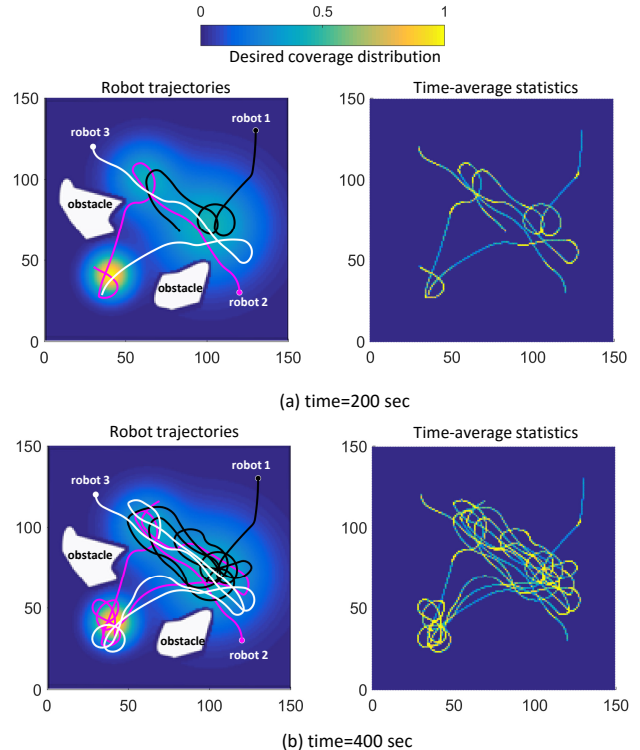 0 0.5 1
Desired coverage distribution
Robot trajectories Time-average statistics
150 150
robot 1
robot 3
100 100
obstacle
50 50
obstacle
robot 2
0 0
0 50 100 150 0 50 100 150
(a) time=200 sec
Robot trajectories Time-average statistics
150 150
robot 1
robot 3
100 100
obstacle
50 50
obstacle
robot 2
0 0
0 50 100 150 0 50 100 150
(b) time=400 sec